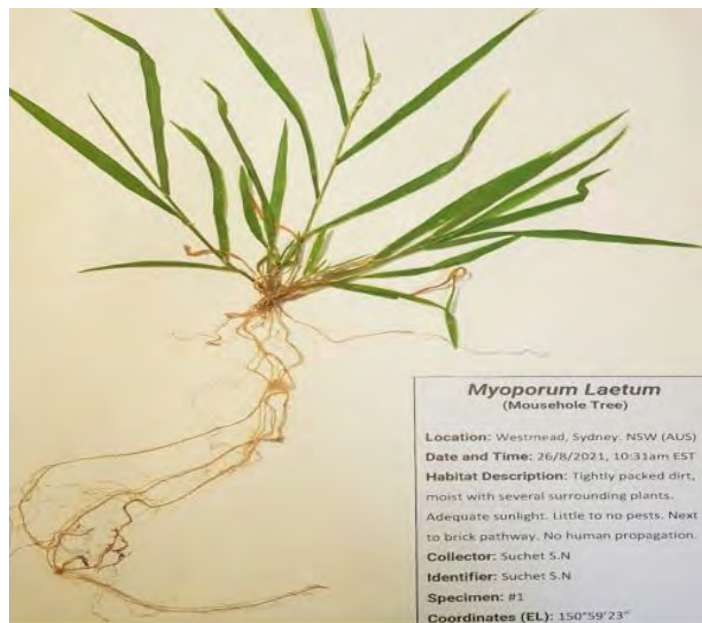 Myoporum Laetum
(Mousehole Tree)
Location: Westmead, Sydney. NSW (AUS)
Date and Time: 26/8/2021, 10:31am EST
Habitat Description: Tightly packed dirt,
moist with several surrounding plants.
Adequate sunlight. Little to no pests. Next
to brick pathway. No human propagation.
Collector: Suchet S.N
Identifier: Suchet S.N
Specimen: #1
Coordinates (EL): 150°59'23"